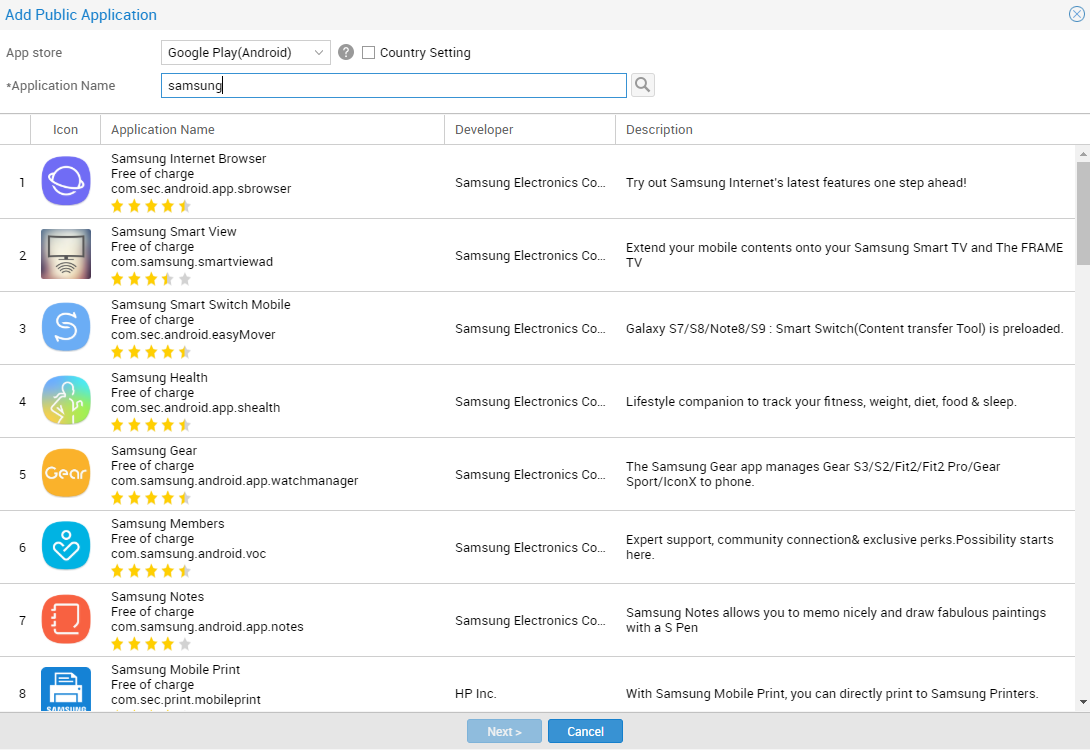 Add Public Application
App store
Google Play(Android)
?
Country Setting
*Application Name
samsung
Icon
Application Name
Developer
Description
1
Samsung Internet Browser
Free of charge
com.sec.android.app.sbrowser
Samsung Electronics Co...
Try out Samsung Internet's latest features one step ahead!
2
Samsung Smart View
Free of charge
com.samsung.smartviewad
Samsung Electronics Co...
Extend your mobile contents onto your Samsung Smart TV and The FRAME
TV
3
Samsung Smart Switch Mobile
Free of charge
com.sec.android.easyMover
Samsung Electronics Co...
Galaxy S7/S8/Note8/S9 : Smart Switch(Content transfer Tool) is preloaded.
4
Samsung Health
Free of charge
com.sec.android.app.shealth
Samsung Electronics Co...
Lifestyle companion to track your fitness, weight, diet, food & sleep.
5
Gear
Samsung Gear
Free of charge
com.samsung.android.app.watchmanager
Samsung Electronics Co...
The Samsung Gear app manages Gear S3/S2/Fit2/Fit2 Pro/Gear
Sport/IconX to phone.
6
Samsung Members
Free of charge
com.samsung.android.voc
Samsung Electronics Co...
Expert support, community connection& exclusive perks.Possibility starts
here.
7
Samsung Notes
Free of charge
com.samsung.android.app.notes
Samsung Electronics Co...
Samsung Notes allows you to memo nicely and draw fabulous paintings
with a S Pen
8
SAMSUNG
Samsung Mobile Print
Free of charge
com.sec.print.mobileprint
HP Inc.
With Samsung Mobile Print, you can directly print to Samsung Printers.
Next >
Cancel